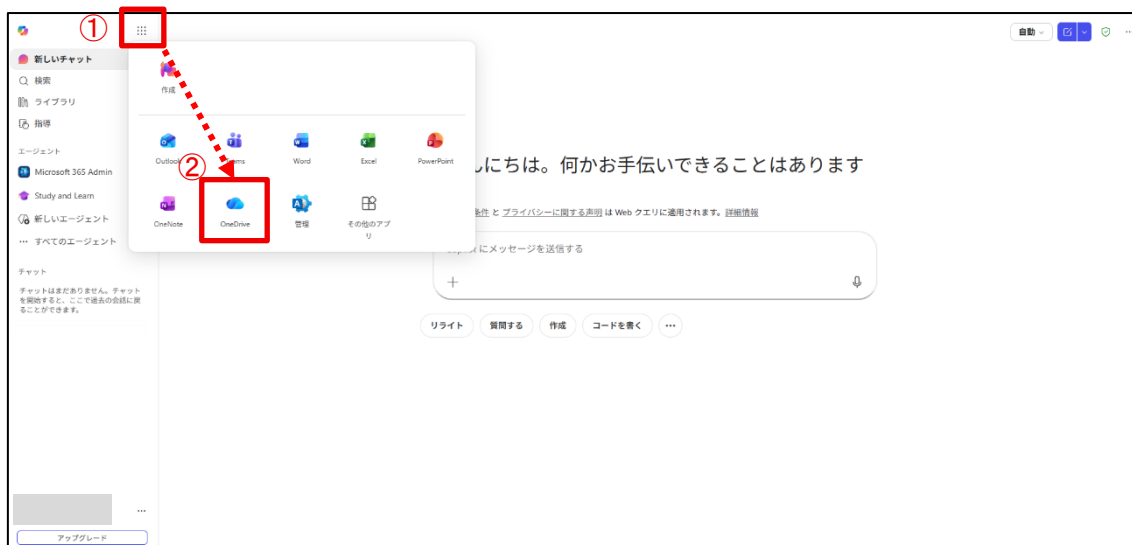 ①
自動
新しいチャット
検索
ライブラリ
指導
エージェント
Microsoft 365 Admin
Study and Learn
新しいエージェント
すべてのエージェント
チャット
チャットはまだありません。チャット
を開始すると、ここで過去の会話に戻
ることができます。
アップグレード
作成
Outlook
Word
Excel
PowerPoint
②
OneNote
OneDrive
管理
その他のアプ
リ
んにちは。何かお手伝いできることはあります
条件 と プライバシーに関する声明 は Web クエリに適用されます。詳細情報
にメッセージを送信する
リライト
質問する
作成
コードを書く